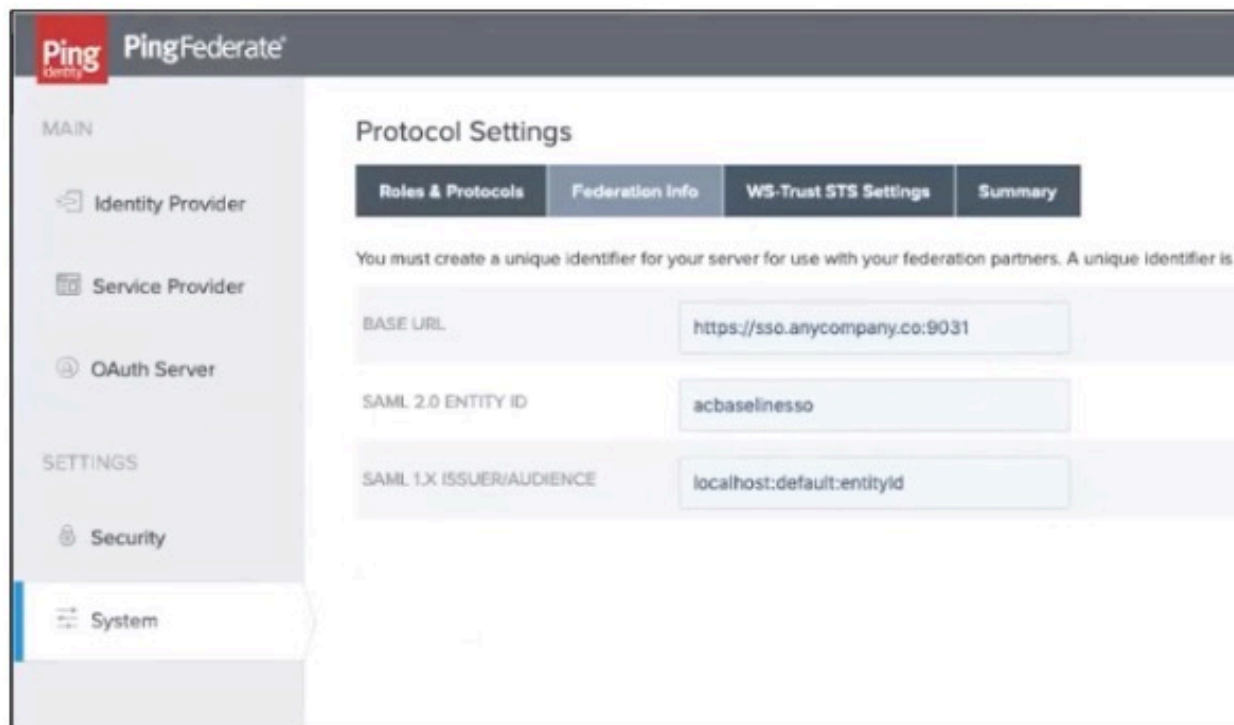 Ping
Identity
PingFederate®
MAIN
Identity Provider
Service Provider
OAuth Server
SETTINGS
Security
System
Protocol Settings
Roles & Protocols
Federation Info
WS-Trust STS Settings
Summary
You must create a unique identifier for your server for use with your federation partners. A unique identifier is
BASE URL
https://sso.anycompany.co:9031
SAML 2.0 ENTITY ID
acbaselinesso
SAML 1.X ISSUER/AUDIENCE
localhost:default:entityId